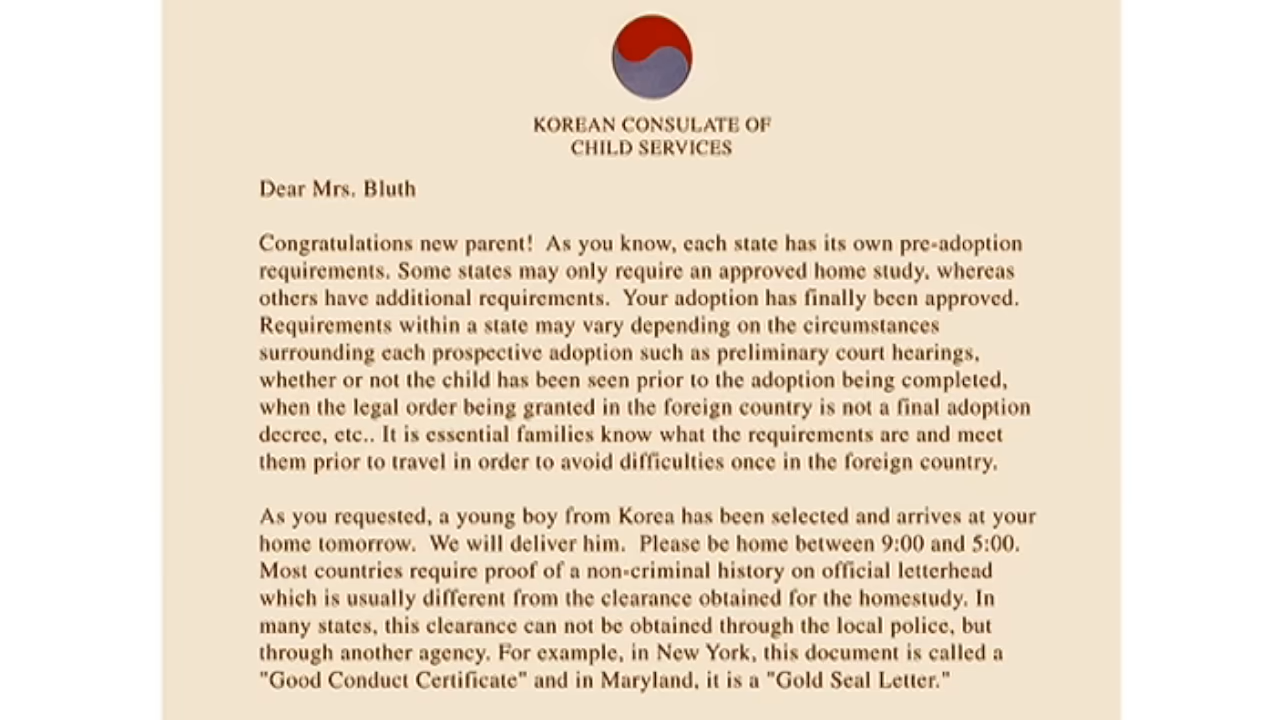 KOREAN CONSULATE OF
CHILD SERVICES
Dear Mrs. Bluth
Congratulations new parent!  As you know, each state has its own pre-adoption
requirements. Some states may only require an approved home study, whereas
others have additional requirements.  Your adoption has finally been approved.
Requirements within a state may vary depending on the circumstances
surrounding each prospective adoption such as preliminary court hearings,
whether or not the child has been seen prior to the adoption being completed,
when the legal order being granted in the foreign country is not a final adoption
decree, etc.. It is essential families know what the requirements are and meet
them prior to travel in order to avoid difficulties once in the foreign country.
As you requested, a young boy from Korea has been selected and arrives at your
home tomorrow.  We will deliver him.  Please be home between 9:00 and 5:00.
Most countries require proof of a non-criminal history on official letterhead
which is usually different from the clearance obtained for the homestudy. In
many states, this clearance can not be obtained through the local police, but
through another agency. For example, in New York, this document is called a
"Good Conduct Certificate" and in Maryland, it is a "Gold Seal Letter."